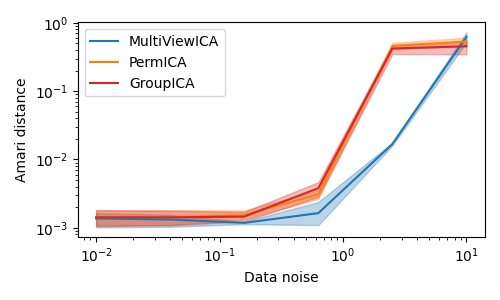 10⁰
10⁻¹
10⁻²
10⁻³
Amari distance
MultiViewICA
PermICA
GroupICA
10⁻² 10⁻¹ 10⁰ 10¹
Data noise